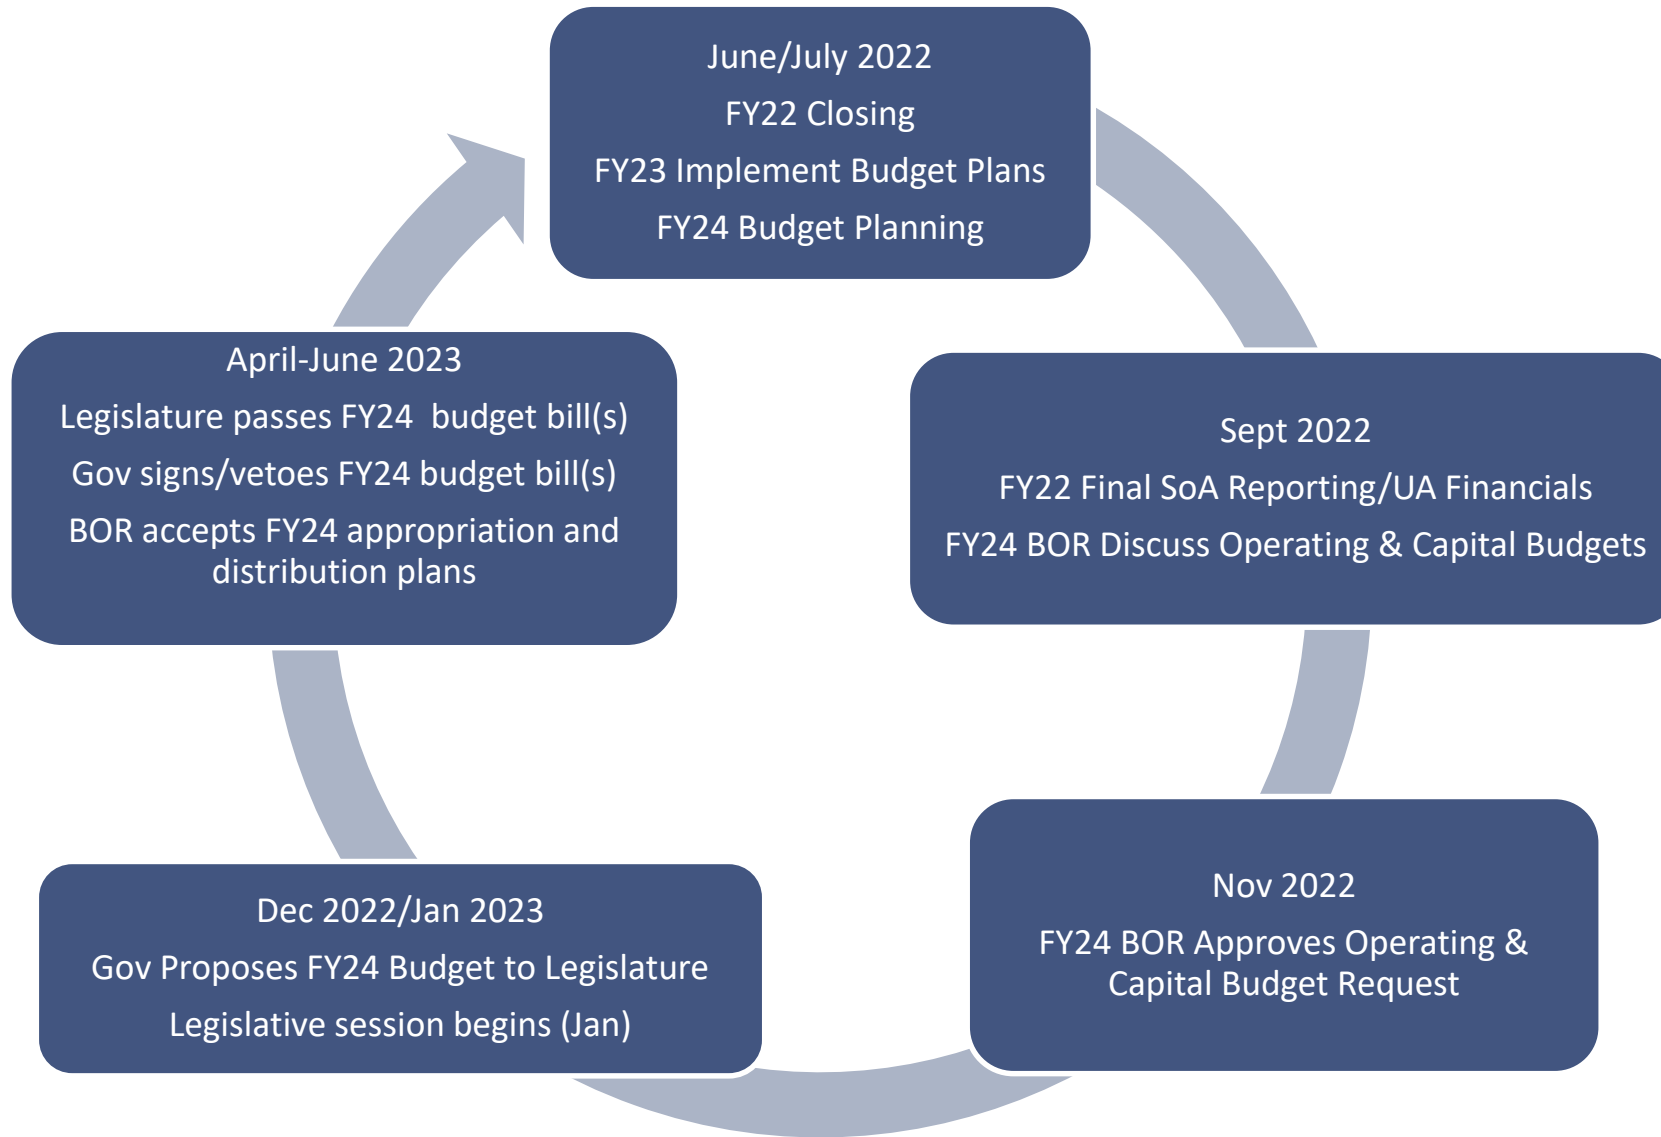 June/July 2022
FY22 Closing
FY23 Implement Budget Plans
FY24 Budget Planning
Sept 2022
FY22 Final SoA Reporting/UA Financials
FY24 BOR Discuss Operating & Capital Budgets
Nov 2022
FY24 BOR Approves Operating &
Capital Budget Request
Dec 2022/Jan 2023
Gov Proposes FY24 Budget to Legislature
Legislative session begins (Jan)
April-June 2023
Legislature passes FY24  budget bill(s)
Gov signs/vetoes FY24 budget bill(s)
BOR accepts FY24 appropriation and
distribution plans